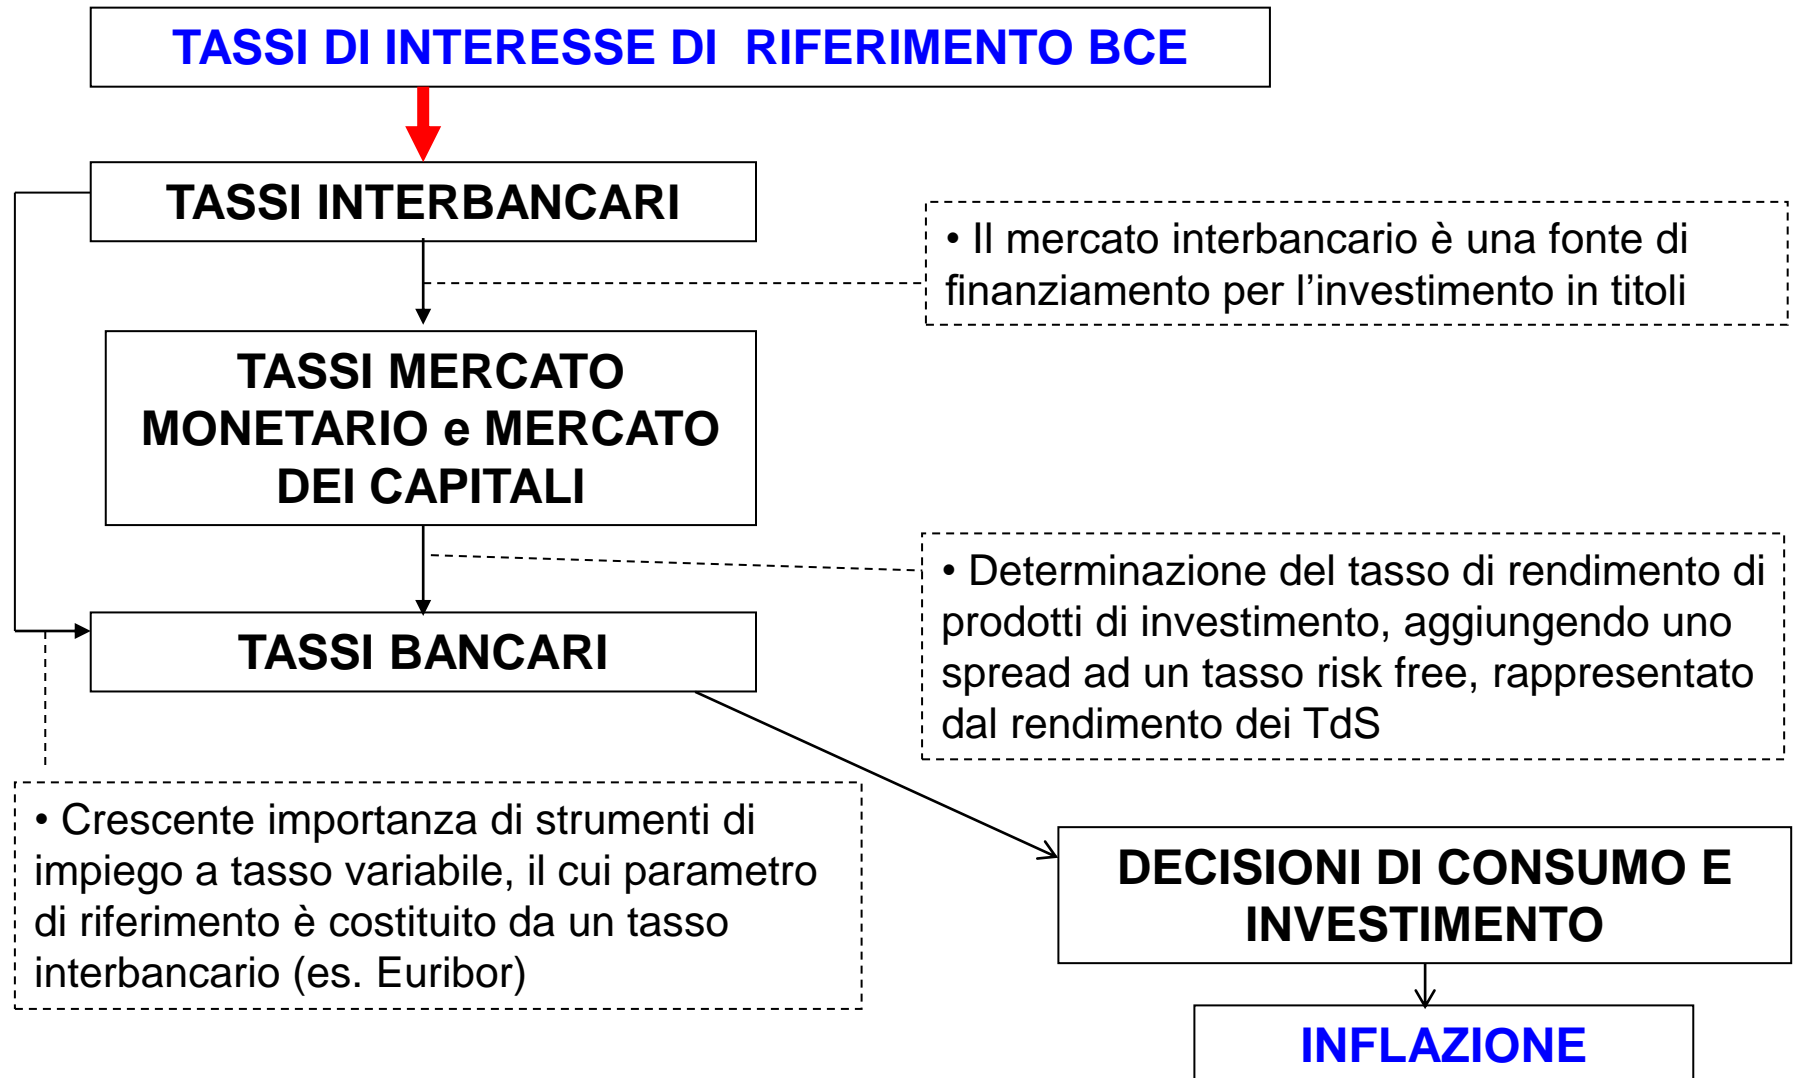 TASSI DI INTERESSE DI RIFERIMENTO BCE
TASSI INTERBANCARI
• Il mercato interbancario è una fonte di
finanziamento per l’investimento in titoli
TASSI MERCATO
MONETARIO e MERCATO
DEI CAPITALI
• Determinazione del tasso di rendimento di
prodotti di investimento, aggiungendo uno
spread ad un tasso risk free, rappresentato
dal rendimento dei TdS
TASSI BANCARI
• Crescente importanza di strumenti di
impiego a tasso variabile, il cui parametro
di riferimento è costituito da un tasso
interbancario (es. Euribor)
DECISIONI DI CONSUMO E
INVESTIMENTO
INFLAZIONE